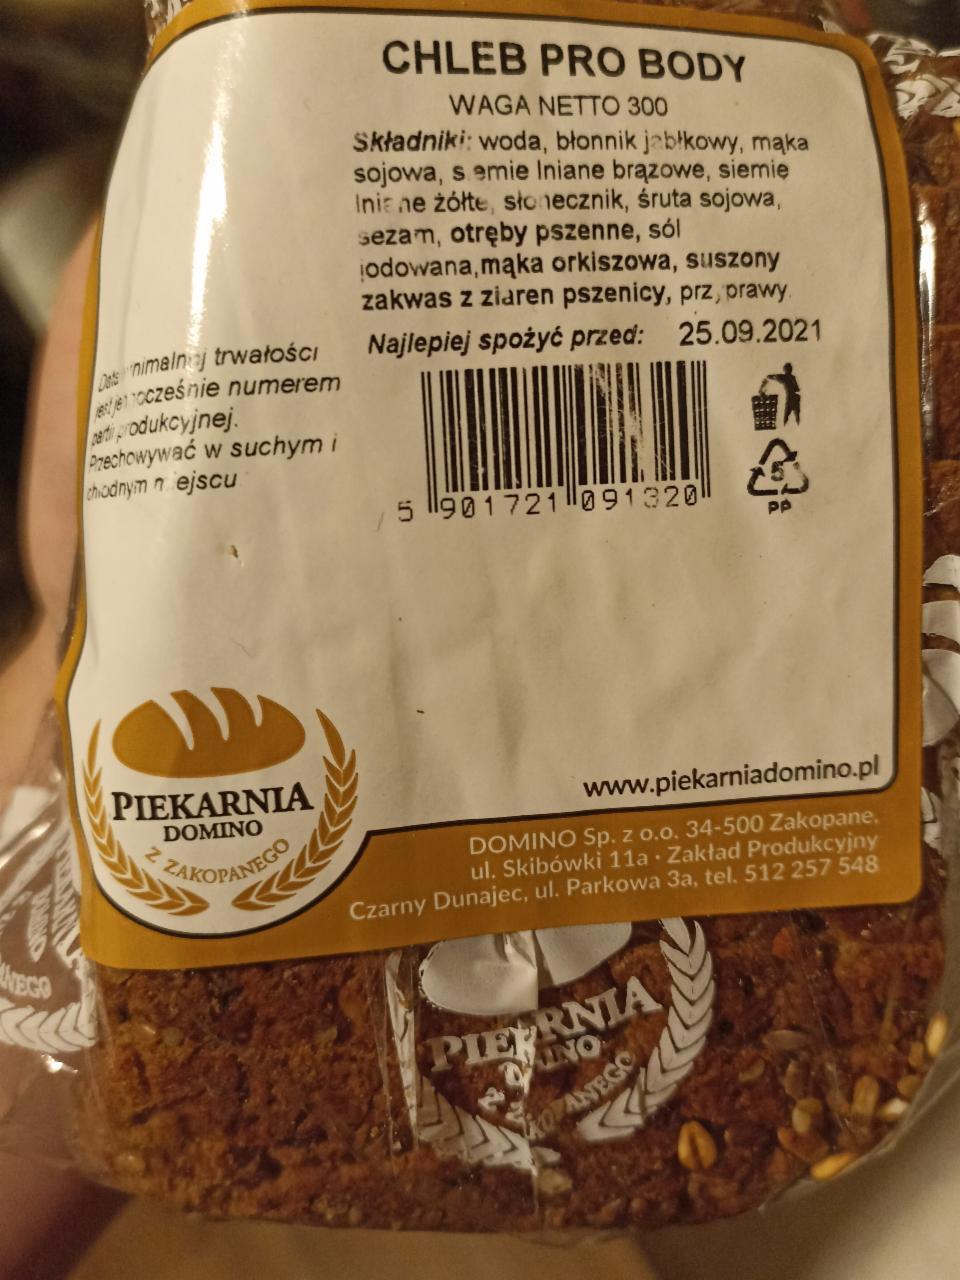 CHLEB PRO BODY
WAGA NETTO 300
Składniki: woda, błonnik jabłkowy, mąka
sojowa, siemie lniane brązowe, siemię
lniane żółte, słonecznik, śruta sojowa,
sezam, otręby pszenne, sól
jodowana,mąka orkiszowa, suszony
zakwas z ziaren pszenicy, przyprawy.
Najlepiej spożyć przed: 25.09.2021
Data minimalnej trwałości
jest jednocześnie numerem
partii produkcyjnej.
Przechowywać w suchym i
chłodnym miejscu
5 901721 091320
5
PP
PIEKARNIA
DOMINO
Z ZAKOPANEGO
www.piekarniadomino.pl
DOMINO Sp. z o.o. 34-500 Zakopane,
ul. Skibówki 11a · Zakład Produkcyjny
Czarny Dunajec, ul. Parkowa 3a, tel. 512 257 548
PIEKARNIA
DOMINO
Z ZAKOPANEGO